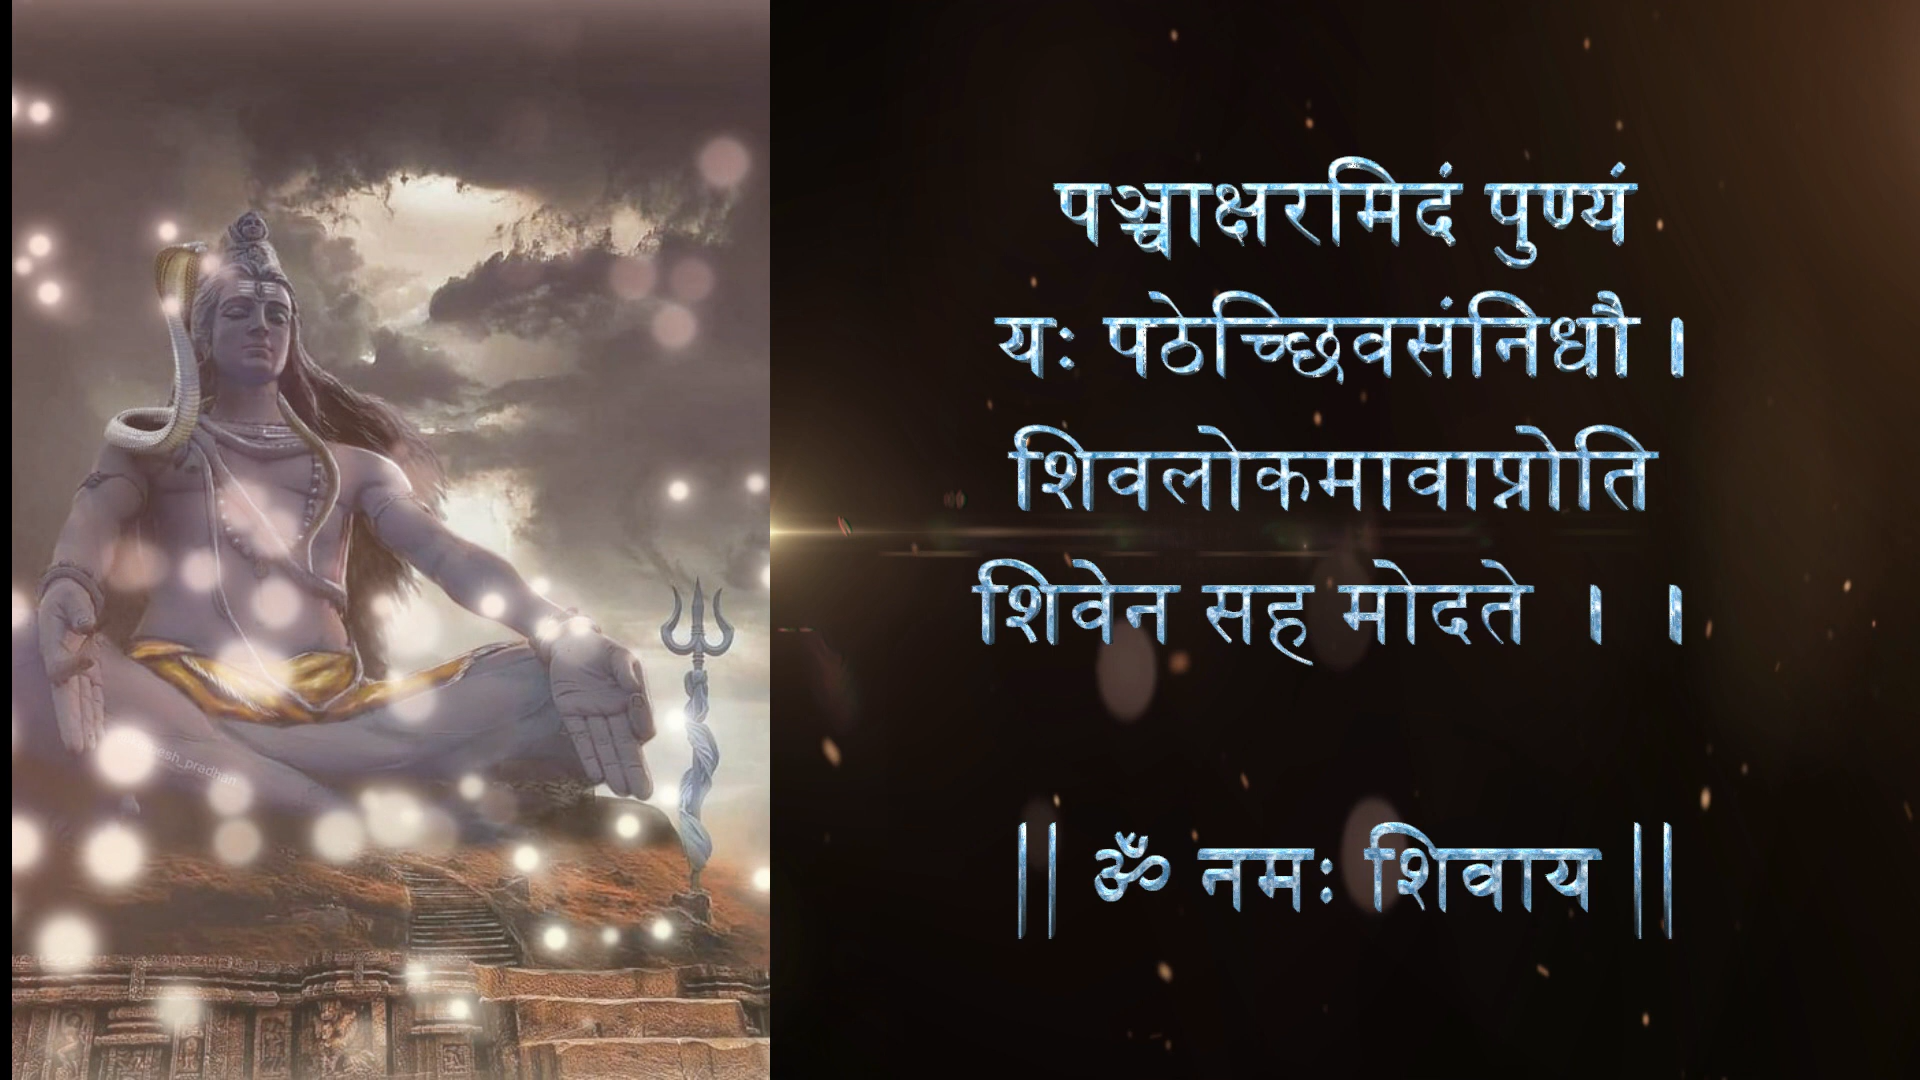 पञ्चाक्षरमिदं पुण्यं
यः पठेच्छिवसंनिधौ ।
शिवलोकमावाप्नोति
शिवेन सह मोदते । ।
|| ॐ नमः शिवाय ||